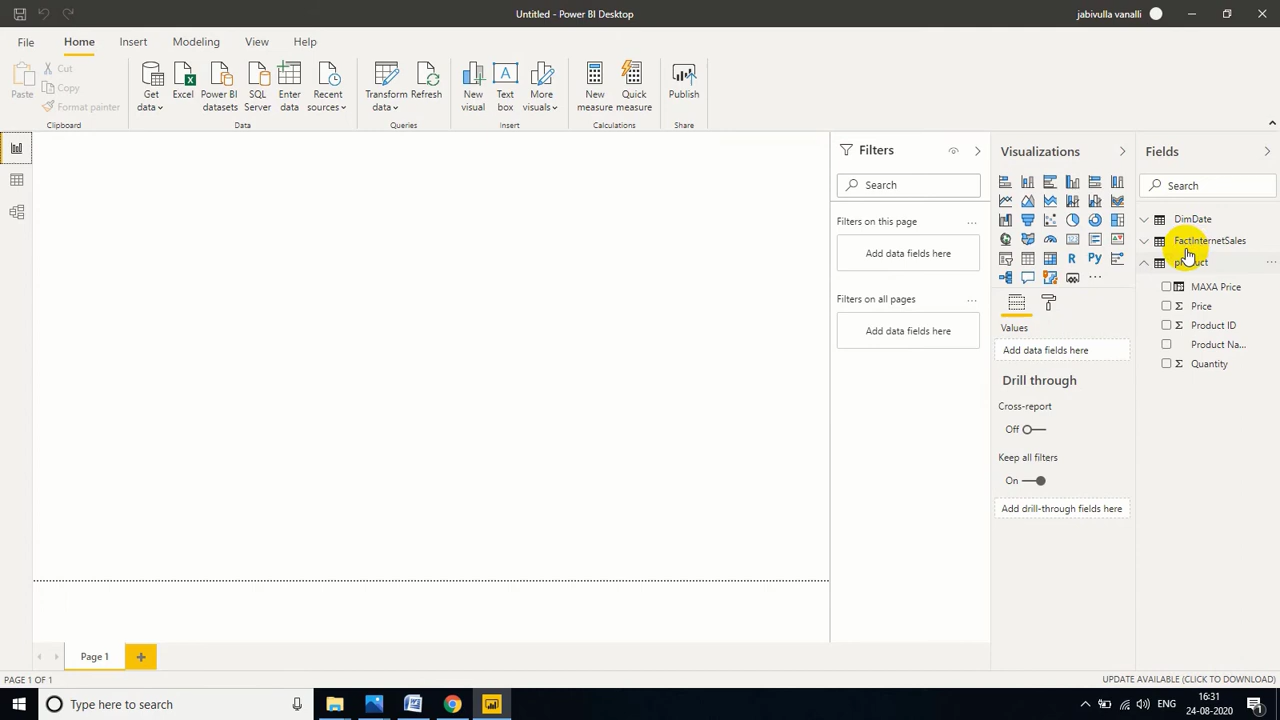 Untitled - Power BI Desktop
jabivulla vanalli
File
Home
Insert
Modeling
View
Help
Paste
Cut
Copy
Format painter
Clipboard
Get data
Excel
Power BI datasets
SQL Server
Enter data
Recent sources
Data
Transform data
Refresh
Queries
New visual
Text box
More visuals
Insert
New measure
Quick measure
Calculations
Publish
Share
Filters
Search
Filters on this page
...
Add data fields here
Filters on all pages
...
Add data fields here
Visualizations
R
Py
...
Values
Add data fields here
Drill through
Cross-report
Off
Keep all filters
On
Add drill-through fields here
Fields
Search
DimDate
FactInternetSales
product
...
MAXA Price
Price
Product ID
Product Na...
Quantity
Page 1
PAGE 1 OF 1
UPDATE AVAILABLE (CLICK TO DOWNLOAD)
Type here to search
ENG
16:31
24-08-2020